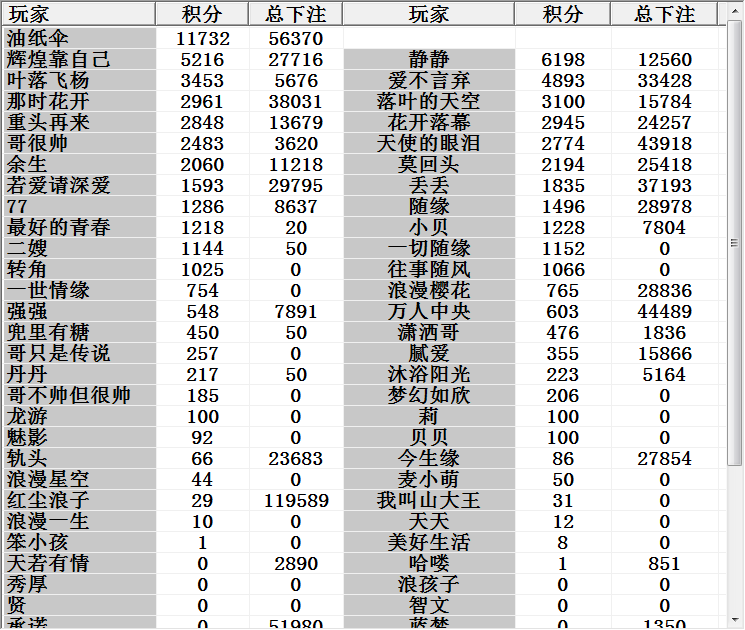 玩家 积分 总下注 玩家 积分 总下注
油纸伞 11732 56370
辉煌靠自己 5216 27716 静静 6198 12560
叶落飞杨 3453 5676 爱不言弃 4893 33428
那时花开 2961 38031 落叶的天空 3100 15784
重头再来 2848 13679 花开落幕 2945 24257
哥很帅 2483 3620 天使的眼泪 2774 43918
余生 2060 11218 莫回头 2194 25418
若爱请深爱 1593 29795 丢丢 1835 37193
77 1286 8637 随缘 1496 28978
最好的青春 1218 20 小贝 1228 7804
二嫂 1144 50 一切随缘 1152 0
转角 1025 0 往事随风 1066 0
一世情缘 754 0 浪漫樱花 765 28836
强强 548 7891 万人中央 603 44489
兜里有糖 450 50 潇洒哥 476 1836
哥只是传说 257 0 腻爱 355 15866
丹丹 217 50 沐浴阳光 223 5164
哥不帅但很帅 185 0 梦幻如欣 206 0
龙游 100 0 莉 100 0
魅影 92 0 贝贝 100 0
轨头 66 23683 今生缘 86 27854
浪漫星空 44 0 麦小萌 50 0
红尘浪子 29 119589 我叫山大王 31 0
浪漫一生 10 0 天天 12 0
笨小孩 1 0 美好生活 8 0
天若有情 0 2890 哈喽 1 851
秀厚 0 0 浪孩子 0 0
贤 0 0 智文 0 0
承诺 0 51980 蓝梦 0 1350